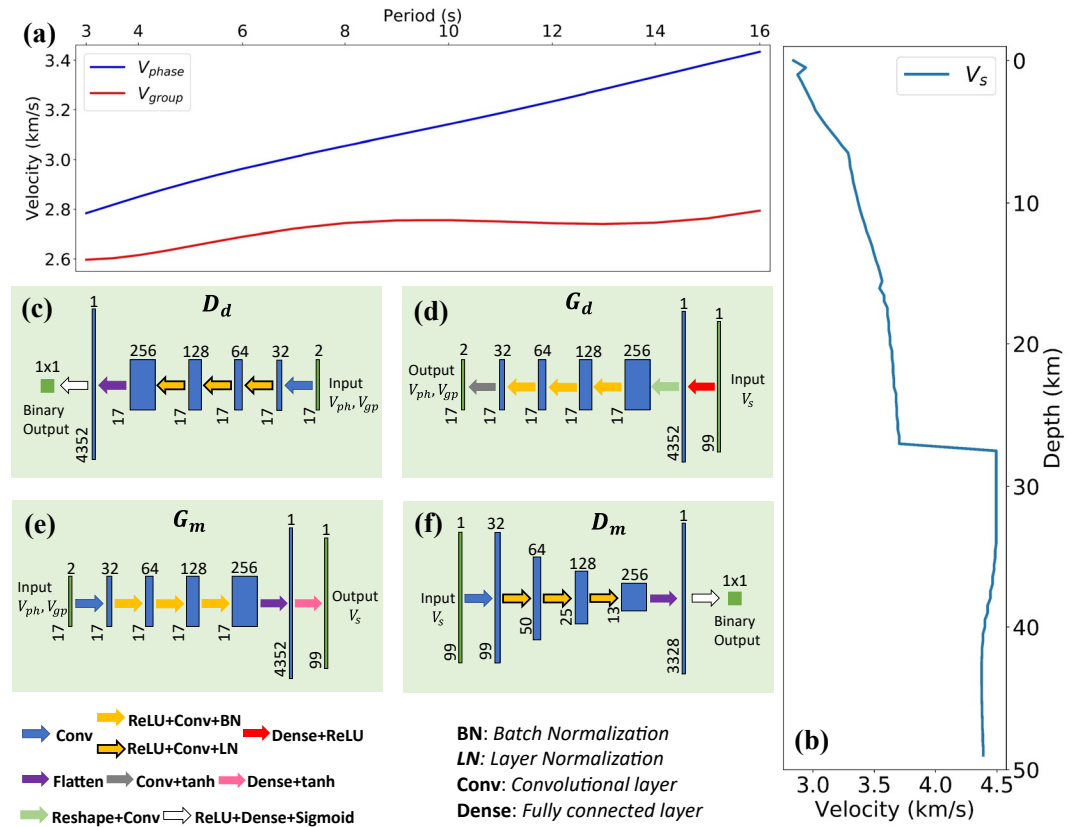 (a)
Period (s)
3 4 6 8 10 12 14 16
3.4
3.2
3.0
2.8
2.6
Velocity (km/s)
V_phase
V_group
(c)
D_d
1x1
Binary
Output
1
4352
256
17
128
17
64
17
32
17
2
17
Input
V_ph, V_gp
(d)
G_d
Output
V_ph, V_gp
2
17
32
17
64
17
128
17
256
17
1
4352
1
99
Input
V_s
(e)
G_m
Input
V_ph, V_gp
2
17
32
17
64
17
128
17
256
17
1
4352
1
99
Output
V_s
(f)
D_m
Input
V_s
1
99
32
99
64
50
128
25
256
13
1
3328
1x1
Binary
Output
Conv
ReLU+Conv+BN
ReLU+Conv+LN
Dense+ReLU
Flatten
Conv+tanh
Dense+tanh
Reshape+Conv
ReLU+Dense+Sigmoid
BN: Batch Normalization
LN: Layer Normalization
Conv: Convolutional layer
Dense: Fully connected layer
V_s
0
10
20
30
40
50
Depth (km)
(b)
3.0 3.5 4.0 4.5
Velocity (km/s)